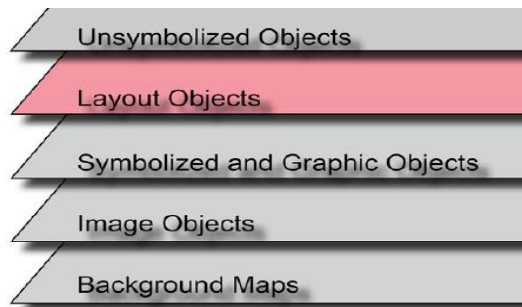 Unsymbolized Objects
Layout Objects
Symbolized and Graphic Objects
Image Objects
Background Maps